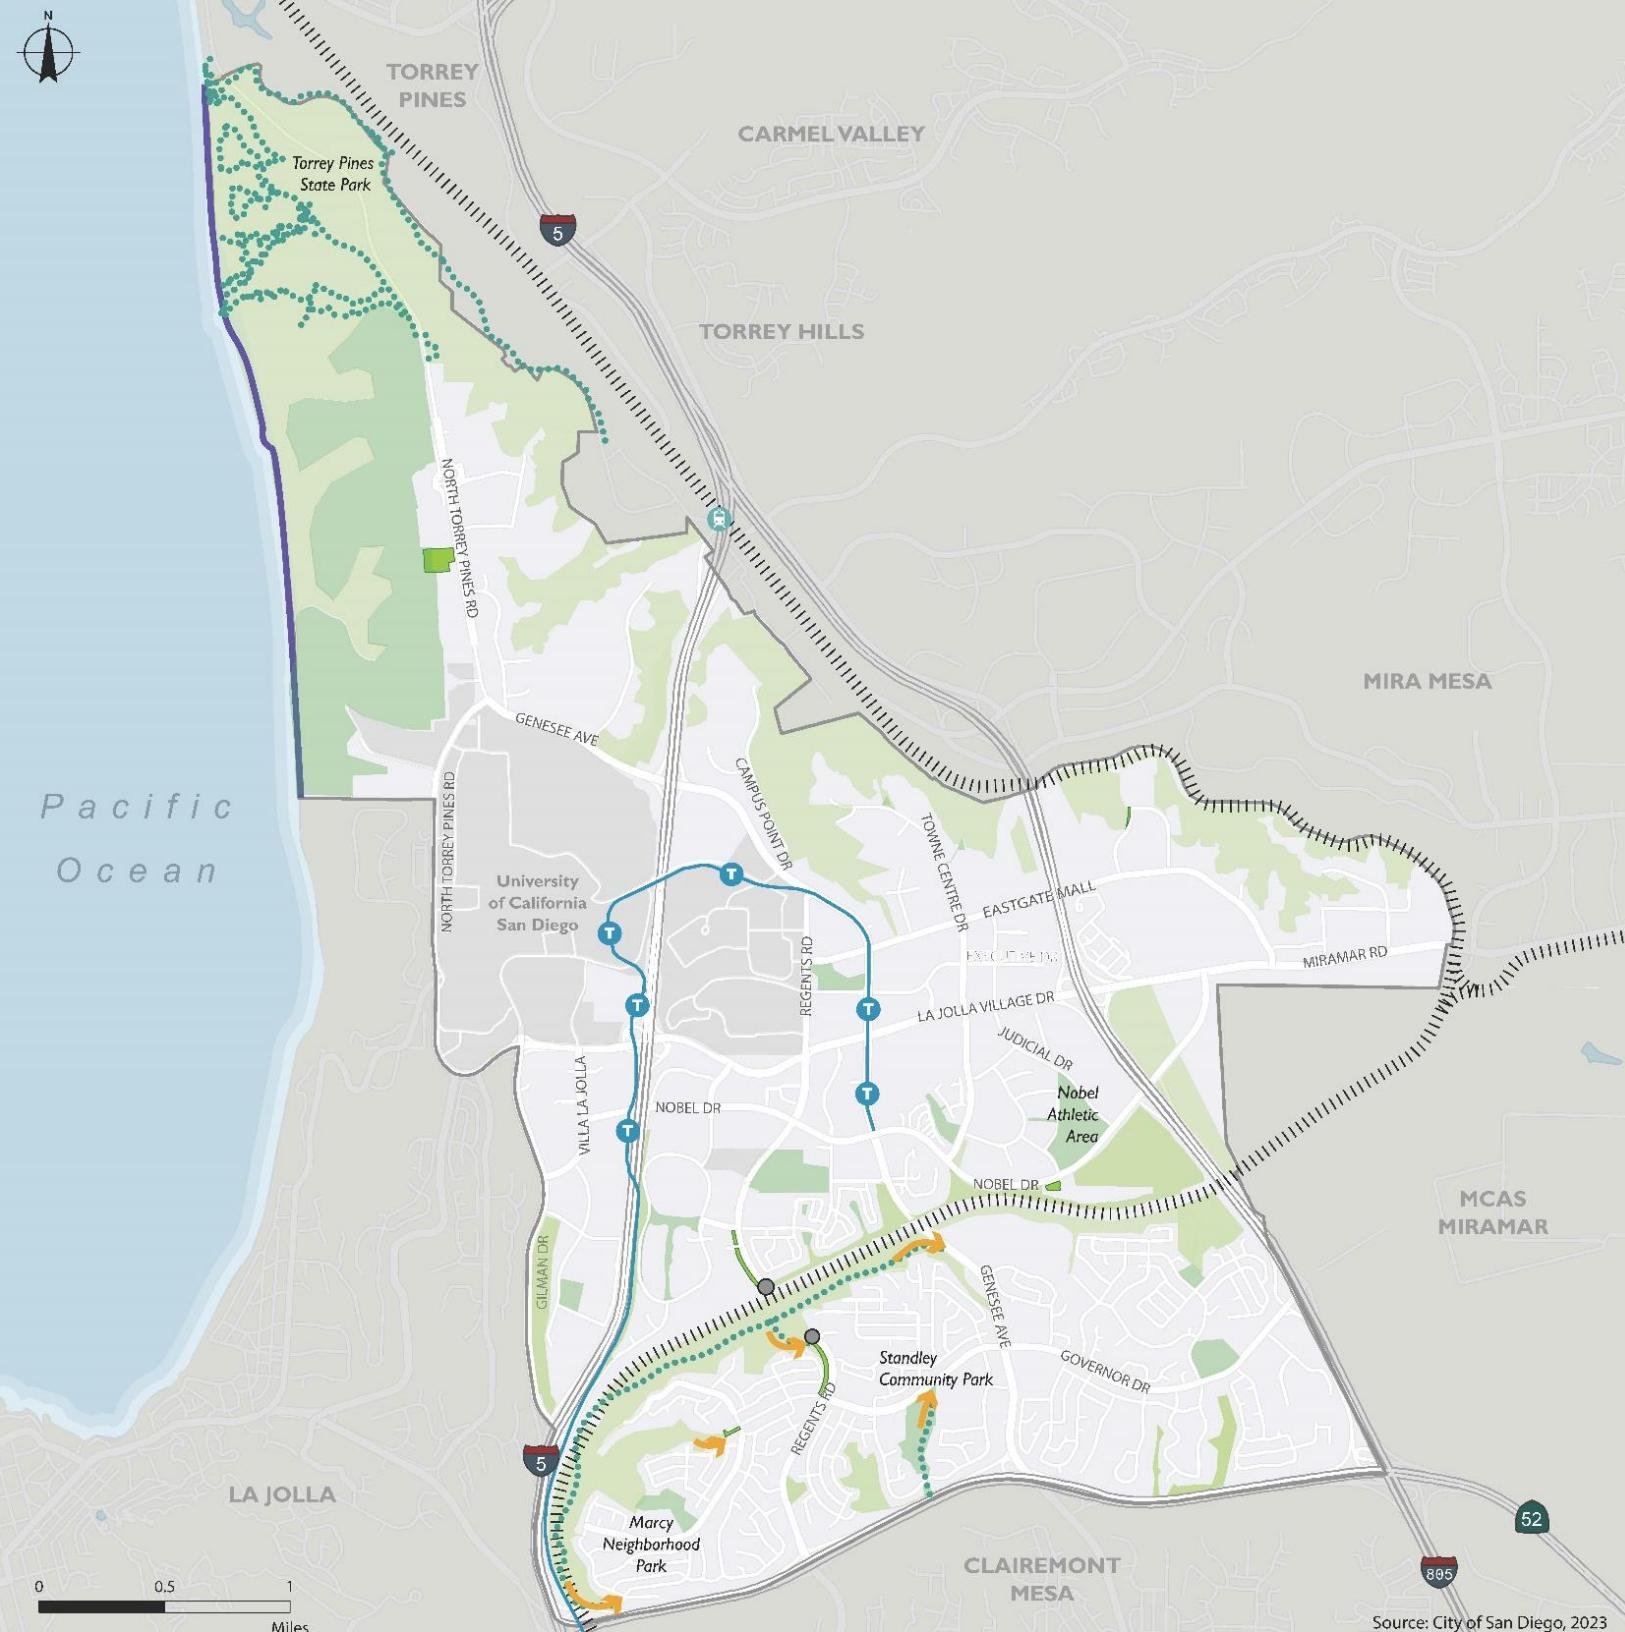 N
TORREY
PINES
CARMEL VALLEY
Torrey Pines
State Park
5
TORREY HILLS
NORTH TORREY PINES RD
MIRA MESA
GENESEE AVE
CAMPUS POINT DR
NORTH TORREY PINES RD
Pacific
Ocean
TOWNE CENTRE DR
T
University
of California
San Diego
EASTGATE MALL
T
REGENTS RD
MIRAMAR RD
T
T
LA JOLLA VILLAGE DR
JUDICIAL DR
VILLA LA JOLLA
NOBEL DR
T
Nobel
Athletic
Area
T
NOBEL DR
MCAS
MIRAMAR
GILMAN DR
GENESEE AVE
Standley
Community Park
GOVERNOR DR
REGENTS RD
5
LA JOLLA
Marcy
Neighborhood
Park
52
CLAIREMONT
MESA
805
0 0.5 1
Miles
Source: City of San Diego, 2023